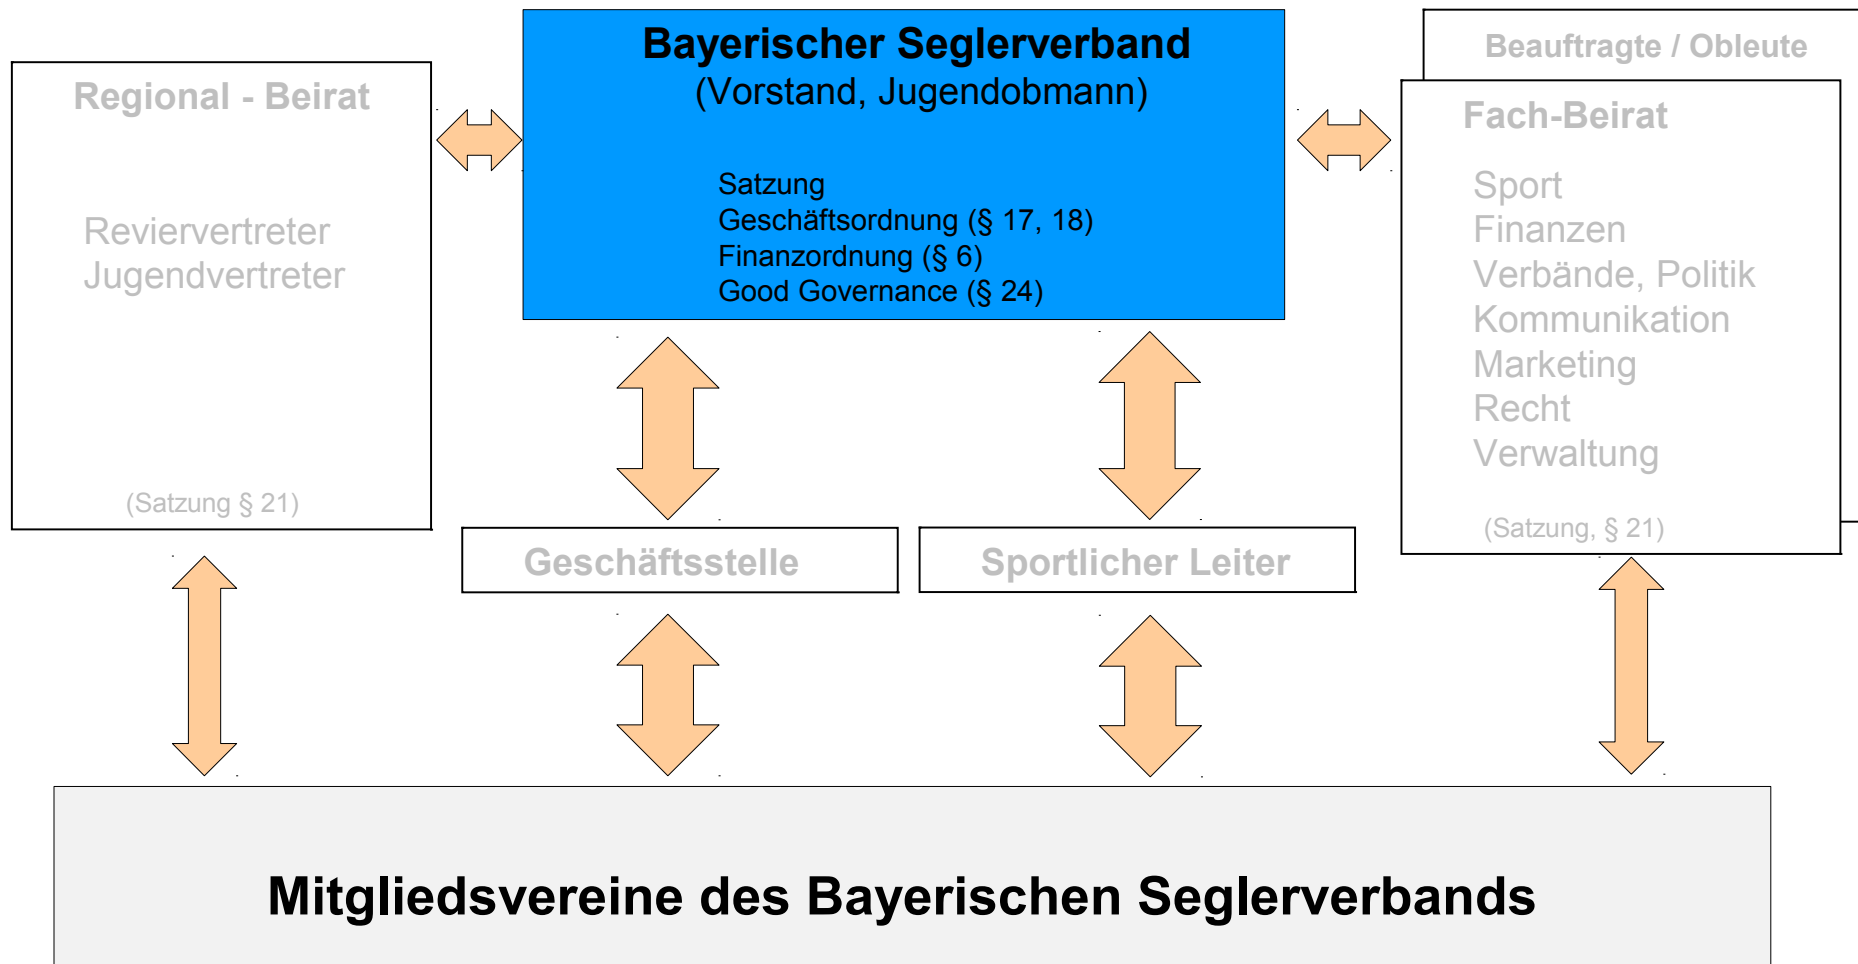 Bayerischer Seglerverband
(Vorstand, Jugendobmann)
Satzung
Geschäftsordnung (§ 17, 18)
Finanzordnung (§ 6)
Good Governance (§ 24)
Regional - Beirat
Reviervertreter
Jugendvertreter
(Satzung § 21)
Beauftragte / Obleute
Fach-Beirat
Sport
Finanzen
Verbände, Politik
Kommunikation
Marketing
Recht
Verwaltung
(Satzung, § 21)
Geschäftsstelle
Sportlicher Leiter
Mitgliedsvereine des Bayerischen Seglerverbands